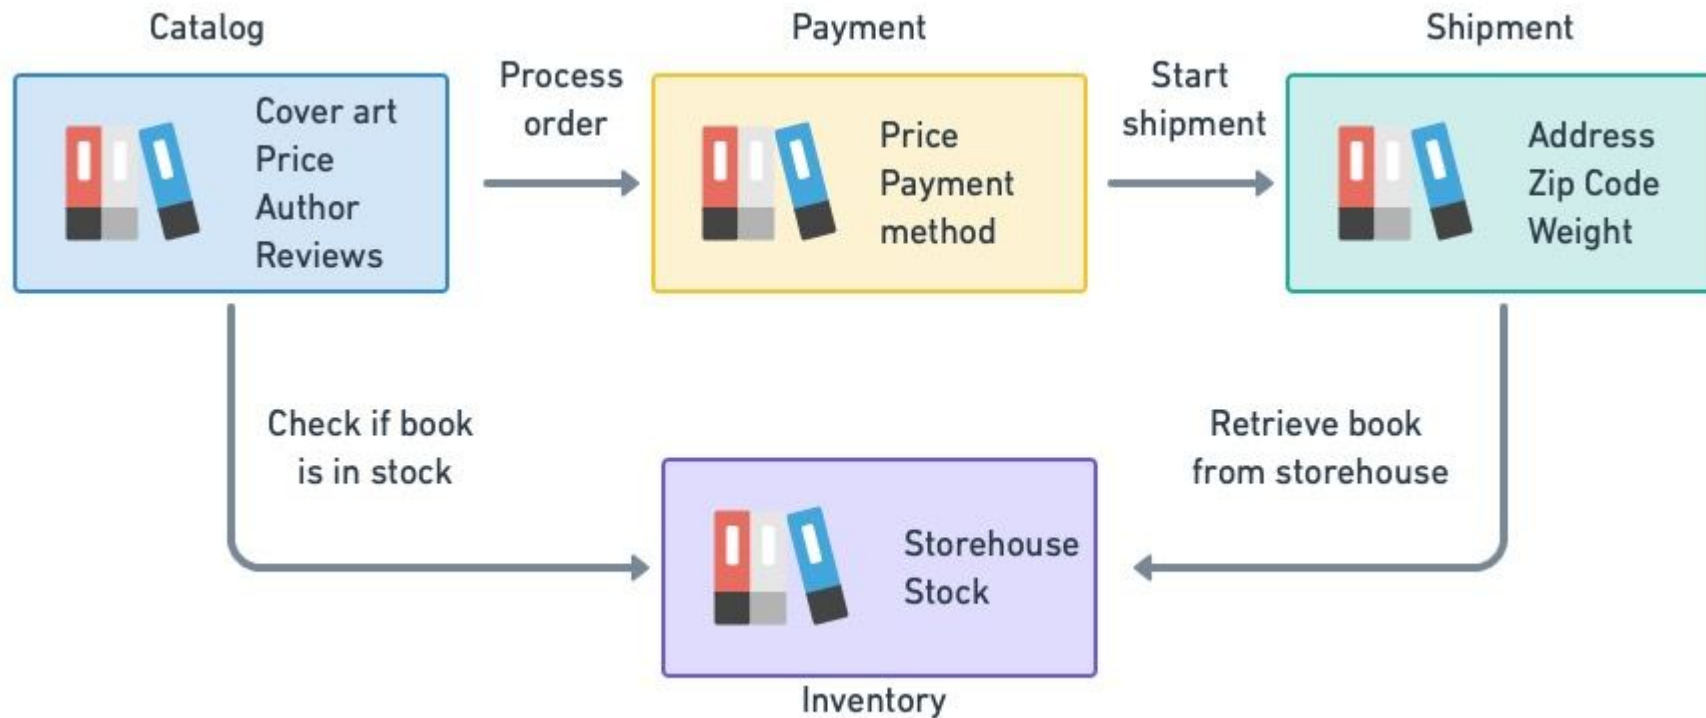 Catalog
Cover art
Price
Author
Reviews
Process
order
Payment
Price
Payment
method
Start
shipment
Shipment
Address
Zip Code
Weight
Check if book
is in stock
Retrieve book
from storehouse
Storehouse
Stock
Inventory